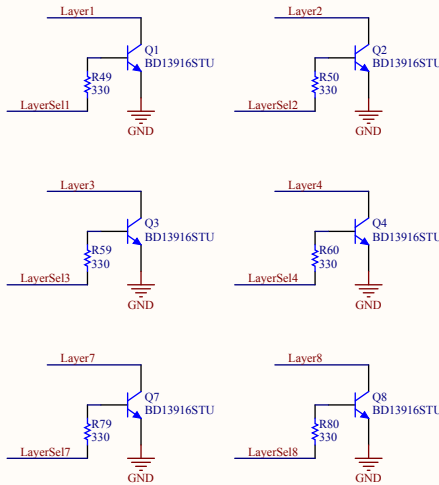 Layer1
Q1
BD13916STU
R49
330
LayerSel1
GND
Layer2
Q2
BD13916STU
R50
330
LayerSel2
GND
Layer3
Q3
BD13916STU
R59
330
LayerSel3
GND
Layer4
Q4
BD13916STU
R60
330
LayerSel4
GND
Layer7
Q7
BD13916STU
R79
330
LayerSel7
GND
Layer8
Q8
BD13916STU
R80
330
LayerSel8
GND